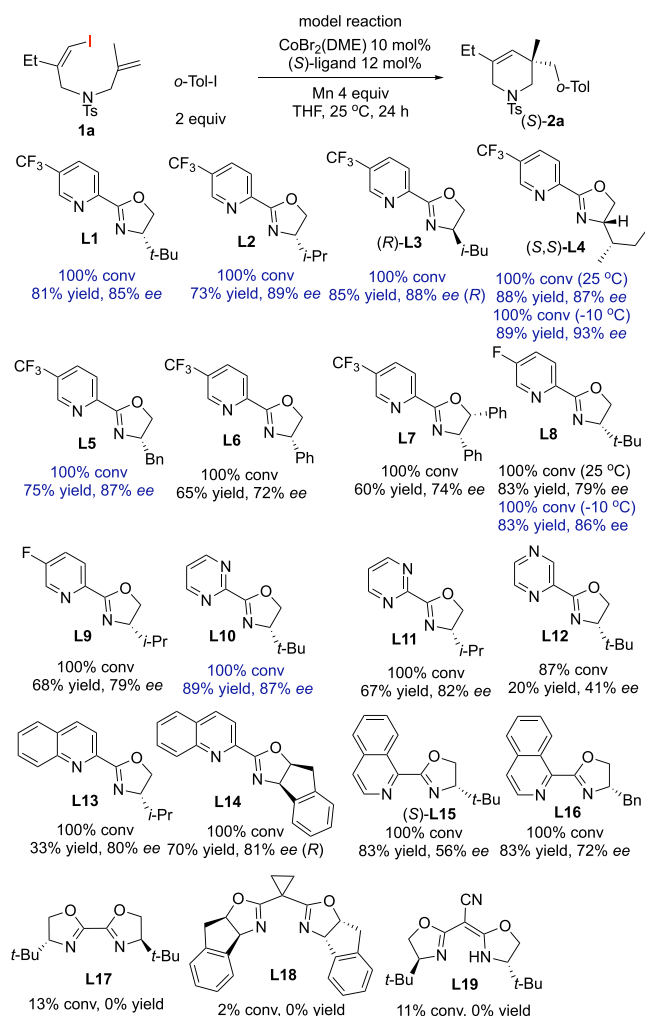 model reaction
CoBr2(DME) 10 mol%
(S)-ligand 12 mol%
Mn 4 equiv
THF, 25 °C, 24 h
Et
I
N
Ts
1a
o-Tol-I
2 equiv
Et
N
Ts
o-Tol
(S)-2a
CF3
N
O
N
t-Bu
L1
100% conv
81% yield, 85% ee
CF3
N
O
N
i-Pr
L2
100% conv
73% yield, 89% ee
CF3
N
O
N
i-Bu
(R)-L3
100% conv
85% yield, 88% ee (R)
CF3
N
O
N
H
(S,S)-L4
100% conv (25 °C)
88% yield, 87% ee
100% conv (-10 °C)
89% yield, 93% ee
CF3
N
O
N
Bn
L5
100% conv
75% yield, 87% ee
CF3
N
O
N
Ph
L6
100% conv
65% yield, 72% ee
CF3
N
O
N
Ph
Ph
L7
100% conv
60% yield, 74% ee
F
N
O
N
t-Bu
L8
100% conv (25 °C)
83% yield, 79% ee
100% conv (-10 °C)
83% yield, 86% ee
F
N
O
N
i-Pr
L9
100% conv
68% yield, 79% ee
N
N
O
N
t-Bu
L10
100% conv
89% yield, 87% ee
N
N
O
N
i-Pr
L11
100% conv
67% yield, 82% ee
N
N
O
N
t-Bu
L12
87% conv
20% yield, 41% ee
N
O
N
i-Pr
L13
100% conv
33% yield, 80% ee
N
O
N
L14
100% conv
70% yield, 81% ee (R)
N
O
N
t-Bu
(S)-L15
100% conv
83% yield, 56% ee
N
O
N
Bn
L16
100% conv
83% yield, 72% ee
O
O
N
N
t-Bu
t-Bu
L17
13% conv, 0% yield
O
O
N
N
L18
2% conv, 0% yield
CN
O
O
N
HN
t-Bu
t-Bu
L19
11% conv, 0% yield